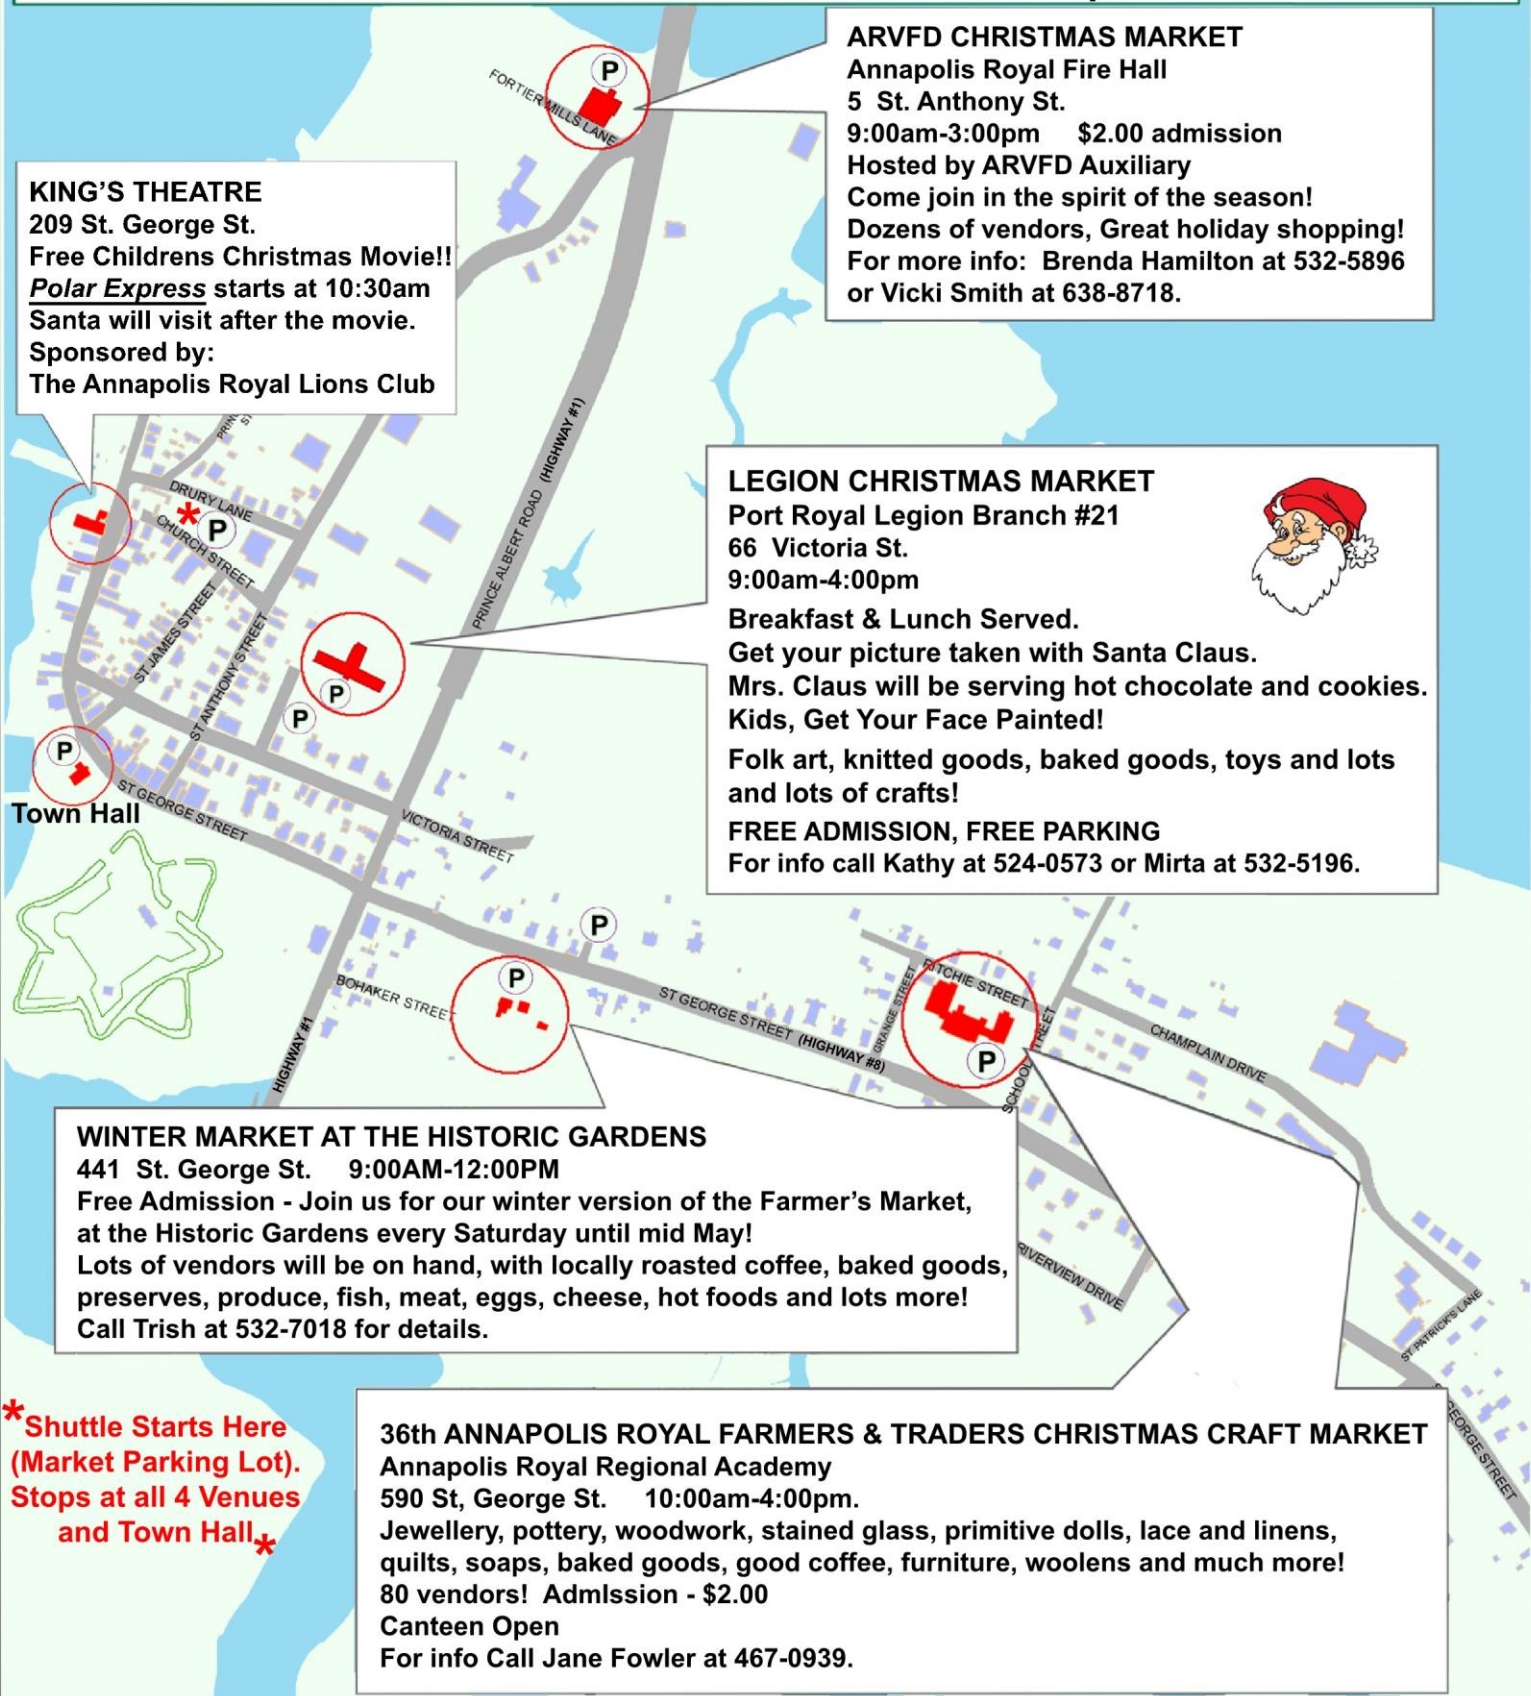 ARVFD CHRISTMAS MARKET
Annapolis Royal Fire Hall
5 St. Anthony St.
9:00am-3:00pm $2.00 admission
Hosted by ARVFD Auxiliary
Come join in the spirit of the season!
Dozens of vendors, Great holiday shopping!
For more info: Brenda Hamilton at 532-5896
or Vicki Smith at 638-8718.
P
FORTIER MILLS LANE
KING'S THEATRE
209 St. George St.
Free Childrens Christmas Movie!!
Polar Express starts at 10:30am
Santa will visit after the movie.
Sponsored by:
The Annapolis Royal Lions Club
PRINCE ALBERT ROAD (HIGHWAY #1)
DRURY LANE
*
P
CHURCH STREET
ST JAMES STREET
ST ANTHONY STREET
P
P
LEGION CHRISTMAS MARKET
Port Royal Legion Branch #21
66 Victoria St.
9:00am-4:00pm
Breakfast & Lunch Served.
Get your picture taken with Santa Claus.
Mrs. Claus will be serving hot chocolate and cookies.
Kids, Get Your Face Painted!
Folk art, knitted goods, baked goods, toys and lots
and lots of crafts!
FREE ADMISSION, FREE PARKING
For info call Kathy at 524-0573 or Mirta at 532-5196.
P
Town Hall
ST GEORGE STREET
VICTORIA STREET
P
P
BOHAKER STREET
HIGHWAY #1
ST GEORGE STREET (HIGHWAY #8)
GRANGE STREET
RITCHIE STREET
P
SCHOOL STREET
CHAMPLAIN DRIVE
WINTER MARKET AT THE HISTORIC GARDENS
441 St. George St. 9:00AM-12:00PM
Free Admission - Join us for our winter version of the Farmer's Market,
at the Historic Gardens every Saturday until mid May!
Lots of vendors will be on hand, with locally roasted coffee, baked goods,
preserves, produce, fish, meat, eggs, cheese, hot foods and lots more!
Call Trish at 532-7018 for details.
RIVERVIEW DRIVE
ST PATRICK'S LANE
GEORGE STREET
*Shuttle Starts Here
(Market Parking Lot).
Stops at all 4 Venues
and Town Hall*
36th ANNAPOLIS ROYAL FARMERS & TRADERS CHRISTMAS CRAFT MARKET
Annapolis Royal Regional Academy
590 St, George St. 10:00am-4:00pm.
Jewellery, pottery, woodwork, stained glass, primitive dolls, lace and linens,
quilts, soaps, baked goods, good coffee, furniture, woolens and much more!
80 vendors! AdmIssion - $2.00
Canteen Open
For info Call Jane Fowler at 467-0939.